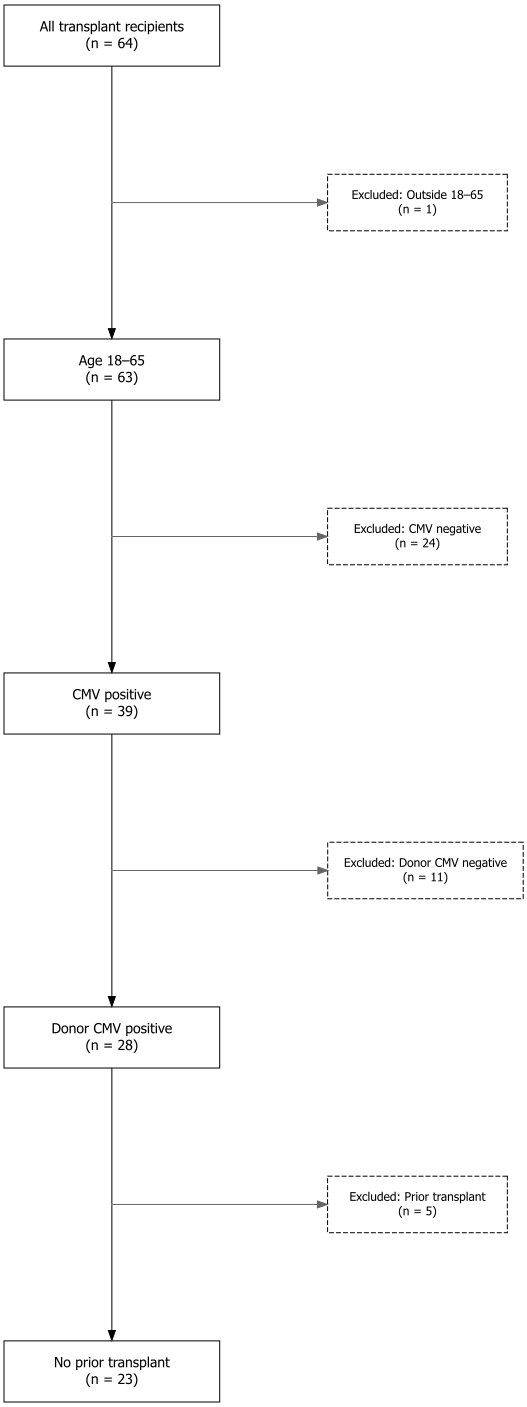 All transplant recipients
(n = 64)
Excluded: Outside 18–65
(n = 1)
Age 18–65
(n = 63)
Excluded: CMV negative
(n = 24)
CMV positive
(n = 39)
Excluded: Donor CMV negative
(n = 11)
Donor CMV positive
(n = 28)
Excluded: Prior transplant
(n = 5)
No prior transplant
(n = 23)